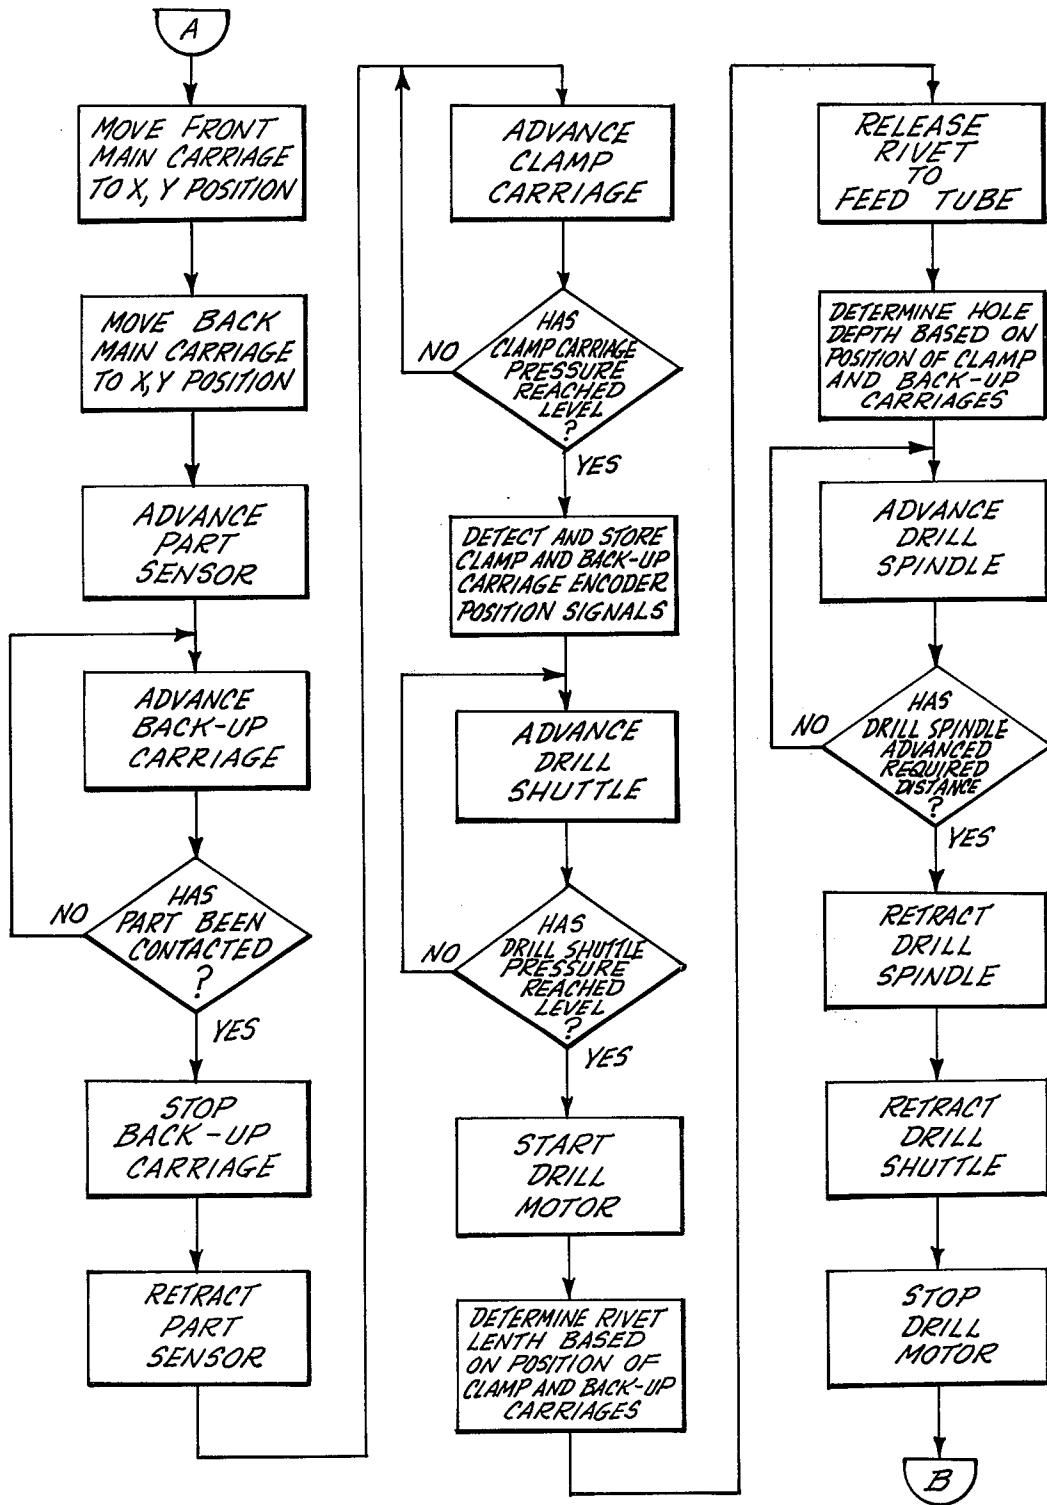 A
MOVE FRONT
MAIN CARRIAGE
TO X, Y POSITION
MOVE BACK
MAIN CARRIAGE
TO X, Y POSITION
ADVANCE
PART
SENSOR
ADVANCE
BACK-UP
CARRIAGE
HAS
PART BEEN
CONTACTED
?
NO
YES
STOP
BACK-UP
CARRIAGE
RETRACT
PART
SENSOR
ADVANCE
CLAMP
CARRIAGE
HAS
CLAMP CARRIAGE
PRESSURE
REACHED
LEVEL
?
NO
YES
DETECT AND STORE
CLAMP AND BACK-UP
CARRIAGE ENCODER
POSITION SIGNALS
ADVANCE
DRILL
SHUTTLE
HAS
DRILL SHUTTLE
PRESSURE
REACHED
LEVEL
?
NO
YES
START
DRILL
MOTOR
DETERMINE RIVET
LENTH BASED
ON POSITION OF
CLAMP AND BACK-UP
CARRIAGES
RELEASE
RIVET
TO
FEED TUBE
DETERMINE HOLE
DEPTH BASED ON
POSITION OF CLAMP
AND BACK-UP
CARRIAGES
ADVANCE
DRILL
SPINDLE
HAS
DRILL SPINDLE
ADVANCED
REQUIRED
DISTANCE
?
NO
YES
RETRACT
DRILL
SPINDLE
RETRACT
DRILL
SHUTTLE
STOP
DRILL
MOTOR
B